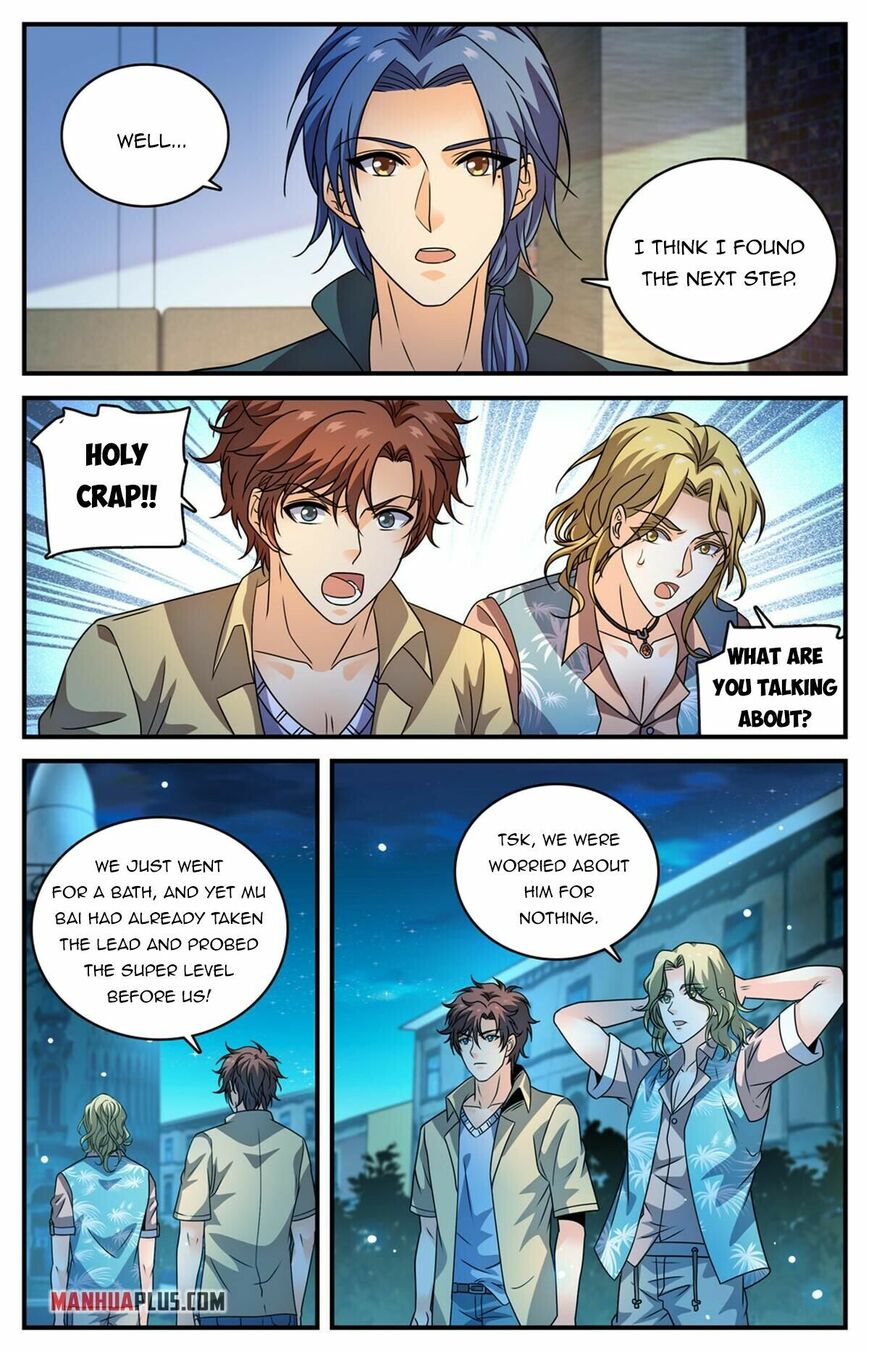 WELL...
I THINK I FOUND
THE NEXT STEP.
HOLY
CRAP!!
WHAT ARE
YOU TALKING
ABOUT?
WE JUST WENT
FOR A BATH, AND YET MU
BAI HAD ALREADY TAKEN
THE LEAD AND PROBED
THE SUPER LEVEL
BEFORE US!
TSK, WE WERE
WORRIED ABOUT
HIM FOR
NOTHING.
MANHUAPLUS.COM